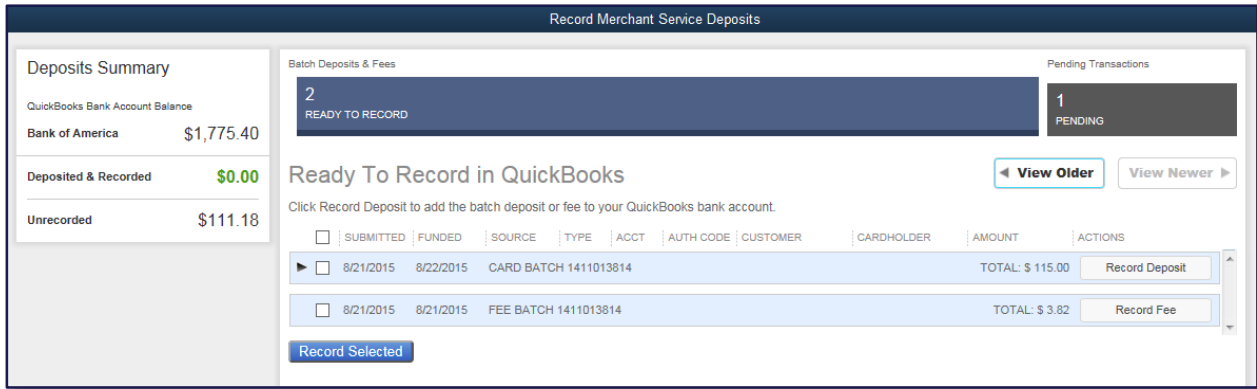 Record Merchant Service Deposits
Deposits Summary
QuickBooks Bank Account Balance
Bank of America $1,775.40
Deposited & Recorded $0.00
Unrecorded $111.18
Batch Deposits & Fees
2
READY TO RECORD
Pending Transactions
1
PENDING
Ready To Record in QuickBooks
View Older
View Newer
Click Record Deposit to add the batch deposit or fee to your QuickBooks bank account.
SUBMITTED FUNDED SOURCE TYPE ACCT AUTH CODE CUSTOMER CARDHOLDER AMOUNT ACTIONS
8/21/2015 8/22/2015 CARD BATCH 1411013814 TOTAL: $ 115.00 Record Deposit
8/21/2015 8/21/2015 FEE BATCH 1411013814 TOTAL: $ 3.82 Record Fee
Record Selected